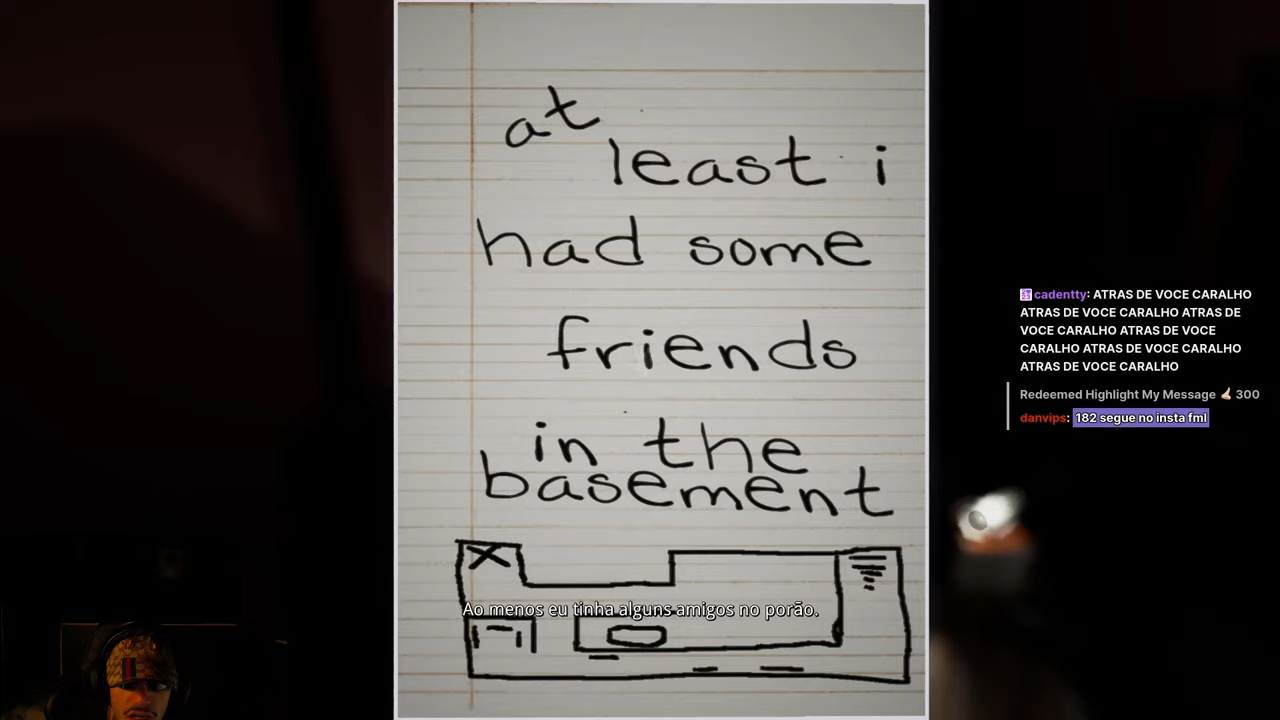 at
least i
had some
friends
in the
basement
Ao menos eu tinha alguns amigos no porão.
cadentty: ATRAS DE VOCE CARALHO
ATRAS DE VOCE CARALHO ATRAS DE
VOCE CARALHO ATRAS DE VOCE
CARALHO ATRAS DE VOCE CARALHO
ATRAS DE VOCE CARALHO
Redeemed Highlight My Message 300
danvips: 182 segue no insta fml